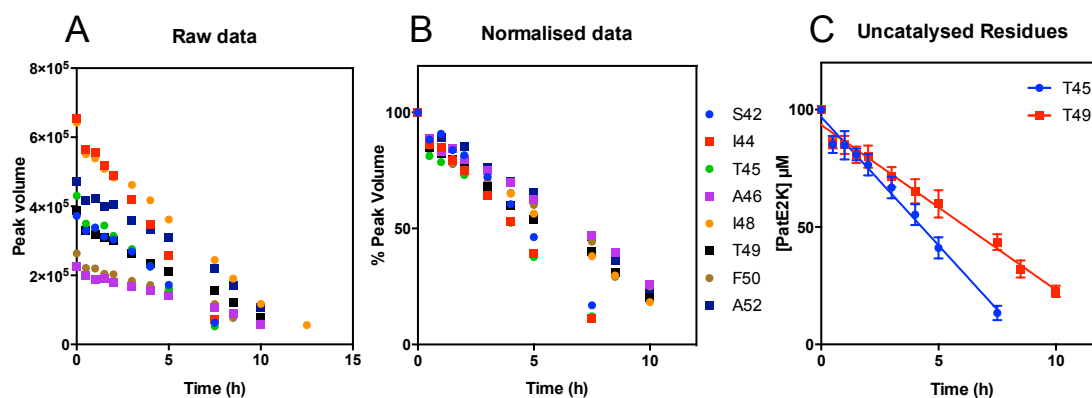 A
Raw data
8×10⁵
6×10⁵
4×10⁵
2×10⁵
0
Peak volume
0
5
10
15
Time (h)
B
Normalised data
100
50
0
% Peak Volume
0
5
10
Time (h)
S42
I44
T45
A46
I48
T49
F50
A52
C
Uncatalysed Residues
100
50
0
[PatE2K] µM
0
5
10
Time (h)
T45
T49